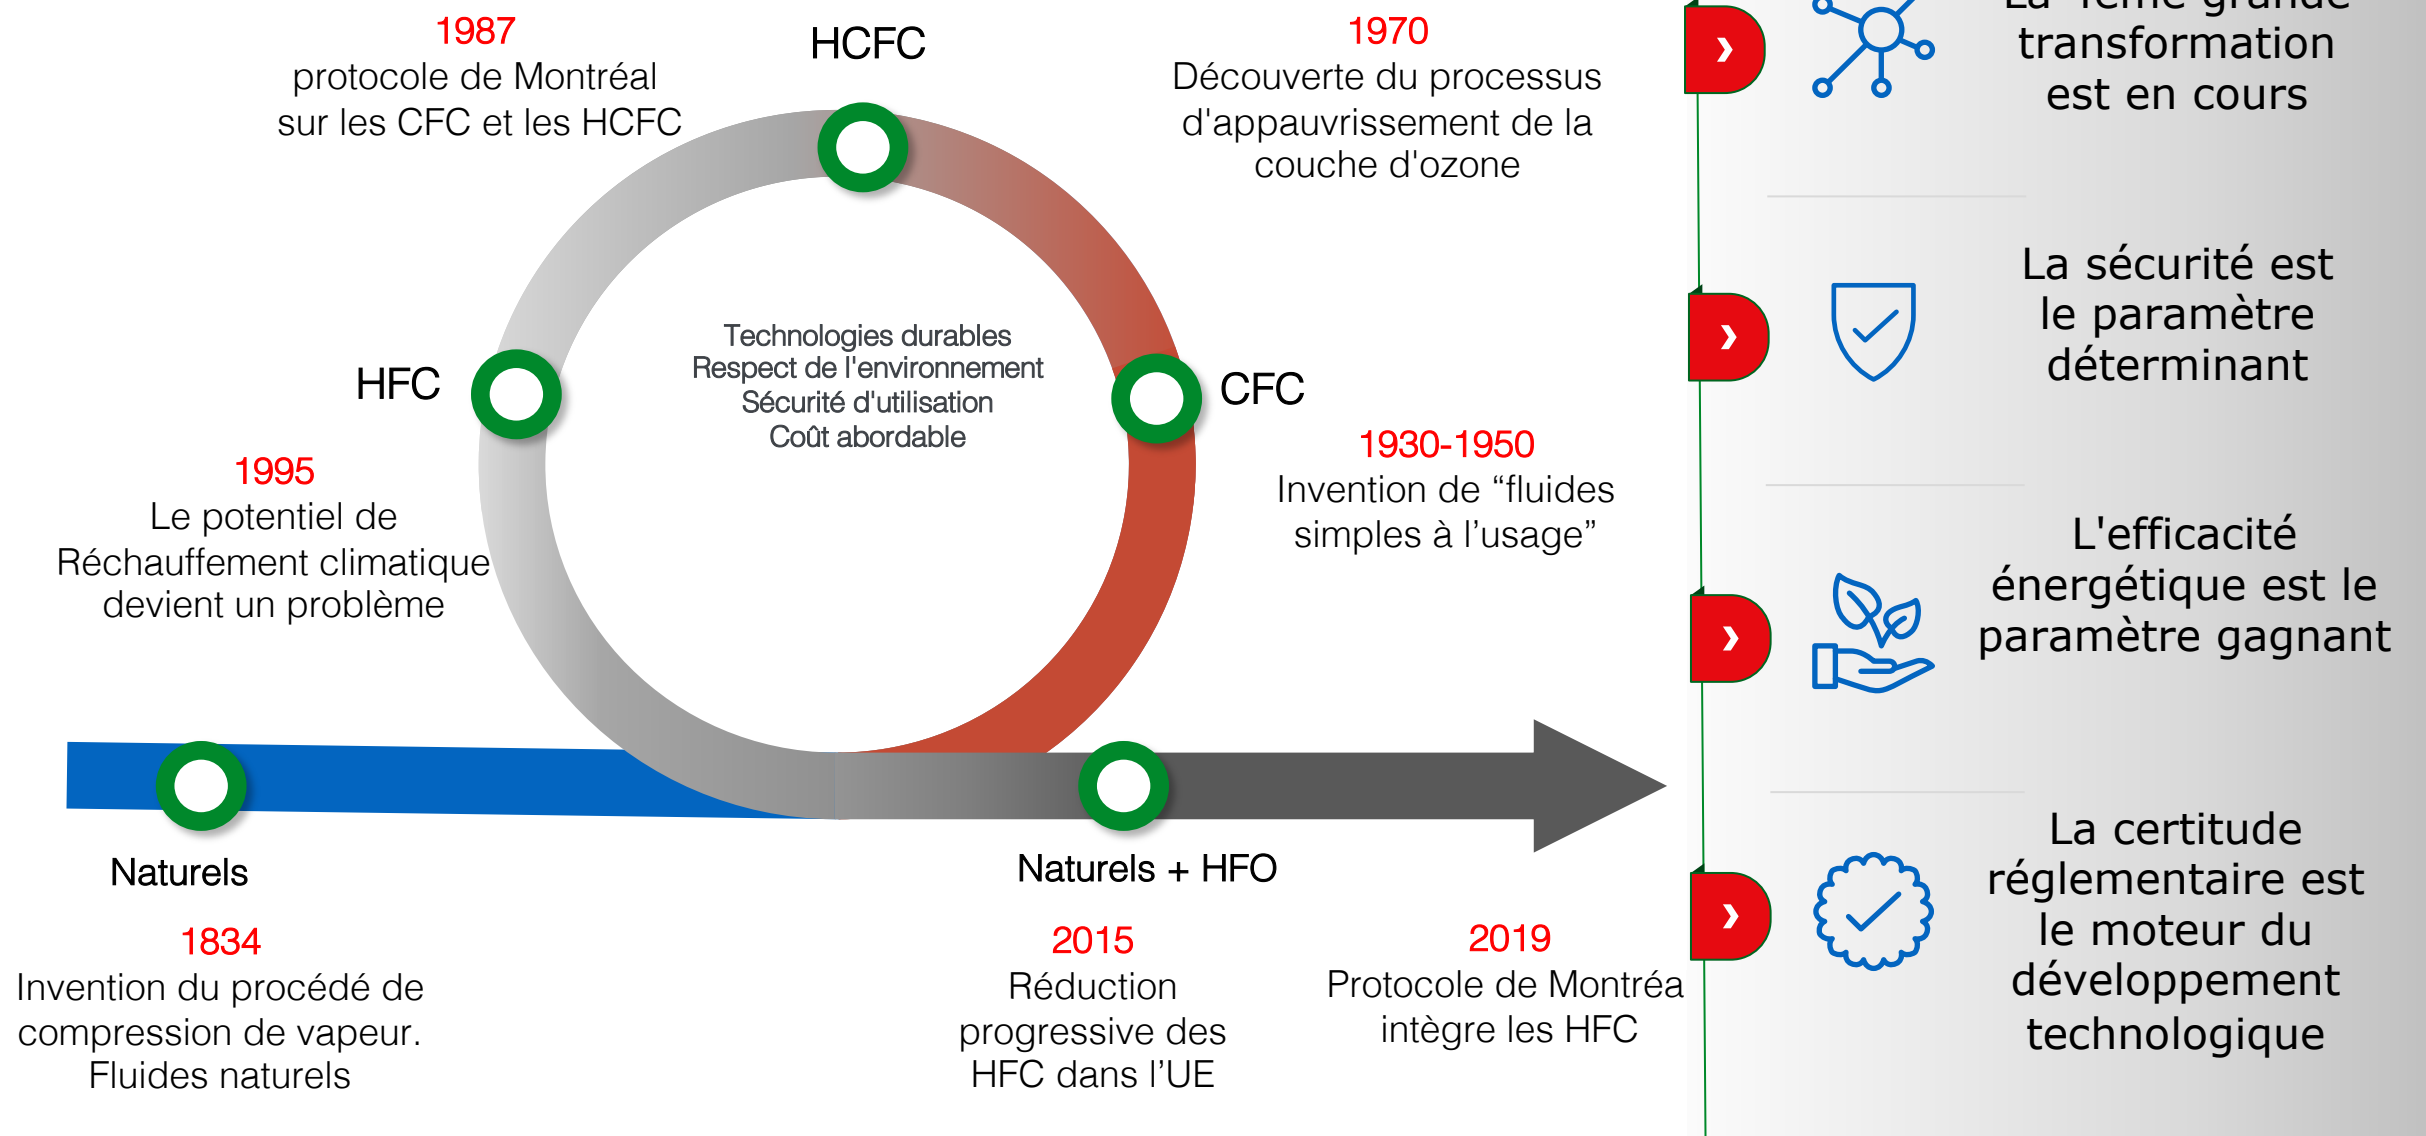 1987
protocole de Montréal
sur les CFC et les HCFC
HCFC
1970
Découverte du processus
d'appauvrissement de la
couche d'ozone
HFC
Technologies durables
Respect de l'environnement
Sécurité d'utilisation
Coût abordable
CFC
1930-1950
Invention de “fluides
simples à l’usage”
1995
Le potentiel de
Réchauffement climatique
devient un problème
Naturels
1834
Invention du procédé de
compression de vapeur.
Fluides naturels
Naturels + HFO
2015
Réduction
progressive des
HFC dans l’UE
2019
Protocole de Montréa
intègre les HFC
La 4ème grande
transformation
est en cours
La sécurité est
le paramètre
déterminant
L'efficacité
énergétique est le
paramètre gagnant
La certitude
réglementaire est
le moteur du
développement
technologique